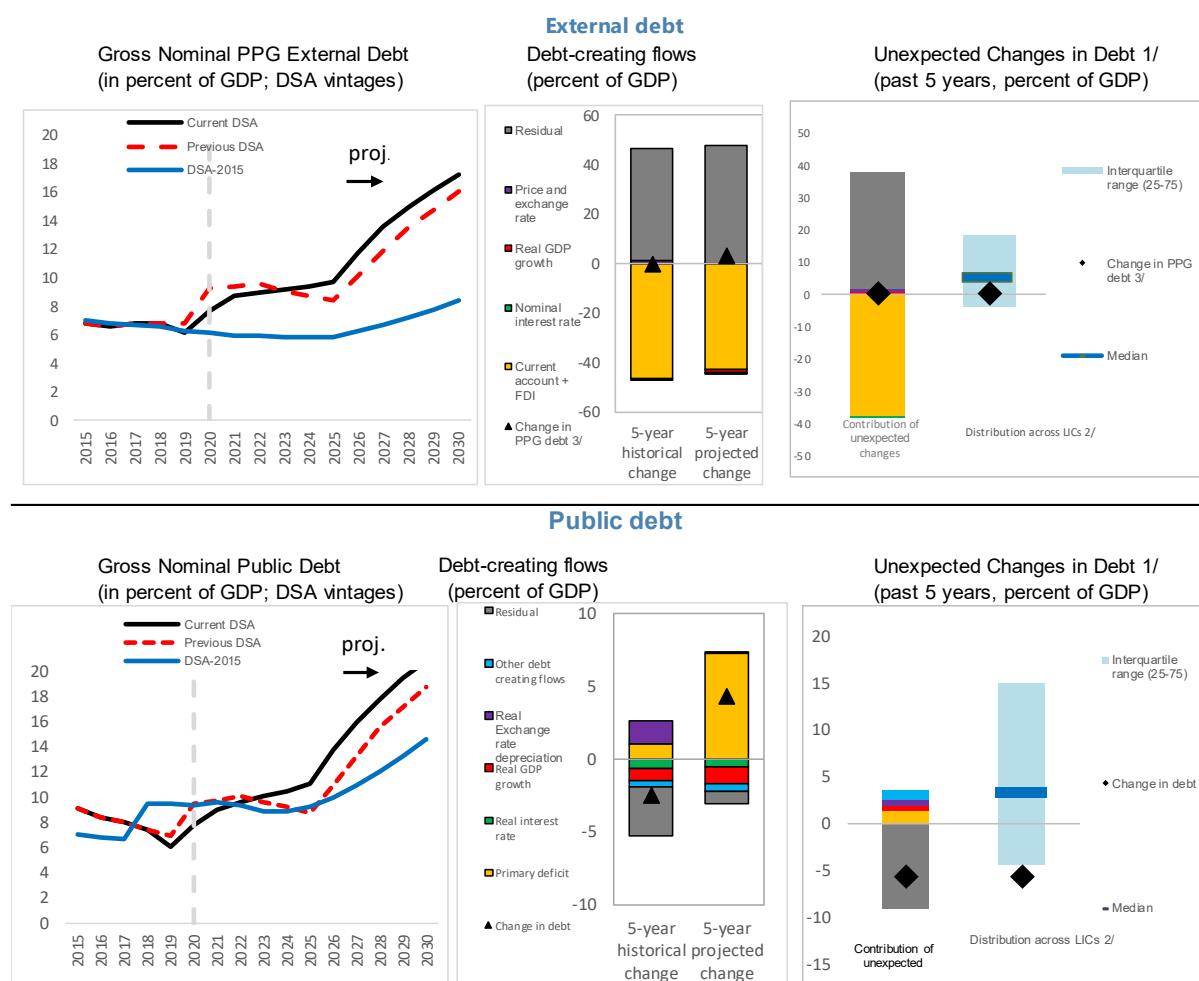 External debt
Gross Nominal PPG External Debt
(in percent of GDP; DSA vintages)
Current DSA
Previous DSA
DSA-2015
proj.
20
18
16
14
12
10
8
6
4
2
0
2015
2016
2017
2018
2019
2020
2021
2022
2023
2024
2025
2026
2027
2028
2029
2030
Debt-creating flows
(percent of GDP)
Residual
Price and
exchange
rate
Real GDP
growth
Nominal
interest rate
Current
account +
FDI
Change in
PPG debt 3/
60
40
20
0
-20
-40
-60
5-year
historical
change
5-year
projected
change
Unexpected Changes in Debt 1/
(past 5 years, percent of GDP)
50
40
30
20
10
0
-10
-20
-30
-40
-50
Contribution of
unexpected
changes
Distribution across LICs 2/
Interquartile
range (25-75)
Change in PPG
debt 3/
Median
Public debt
Gross Nominal Public Debt
(in percent of GDP; DSA vintages)
Current DSA
Previous DSA
DSA-2015
proj.
20
18
16
14
12
10
8
6
4
2
0
2015
2016
2017
2018
2019
2020
2021
2022
2023
2024
2025
2026
2027
2028
2029
2030
Debt-creating flows
(percent of GDP)
Residual
Other debt
creating flows
Real
Exchange
rate
depreciation
Real GDP
growth
Real interest
rate
Primary deficit
Change in debt
10
5
0
-5
-10
5-year
historical
change
5-year
projected
change
Unexpected Changes in Debt 1/
(past 5 years, percent of GDP)
20
15
10
5
0
-5
-10
-15
Contribution of
unexpected
Distribution across LICs 2/
Interquartile
range (25-75)
Change in debt
Median